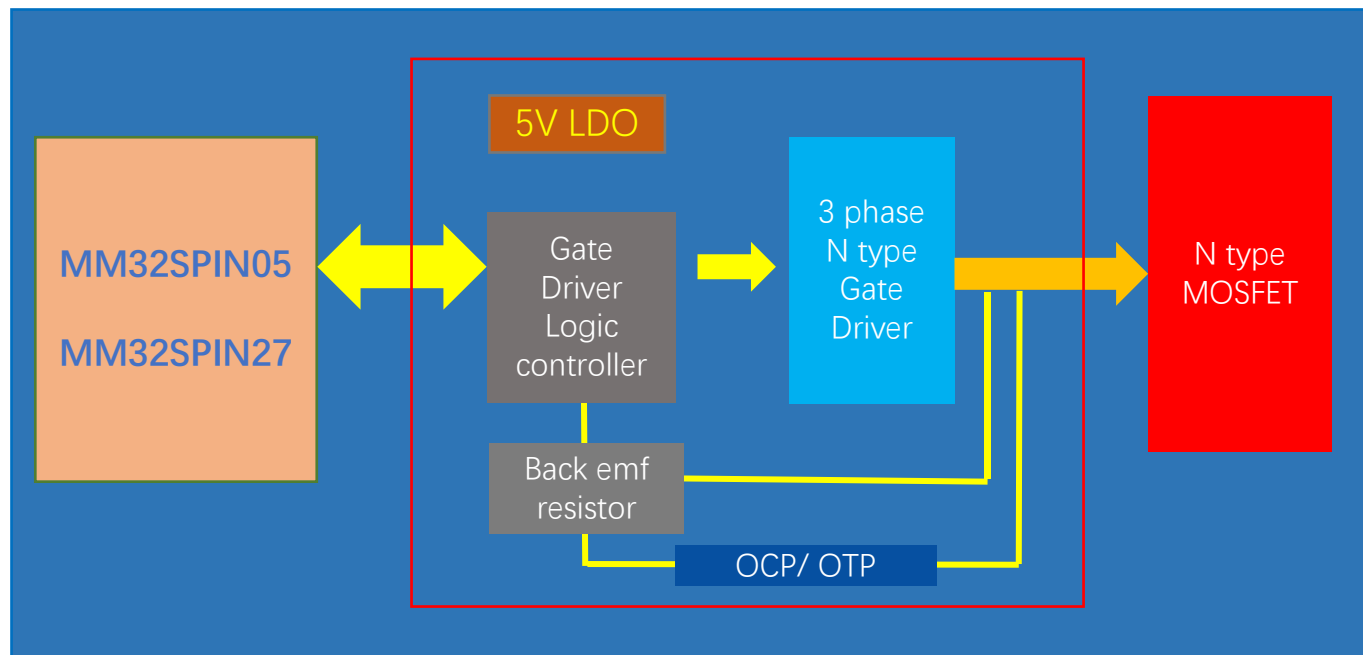 5V LDO
MM32SPIN05
MM32SPIN27
Gate
Driver
Logic
controller
3 phase
N type
Gate
Driver
N type
MOSFET
Back emf
resistor
OCP/ OTP